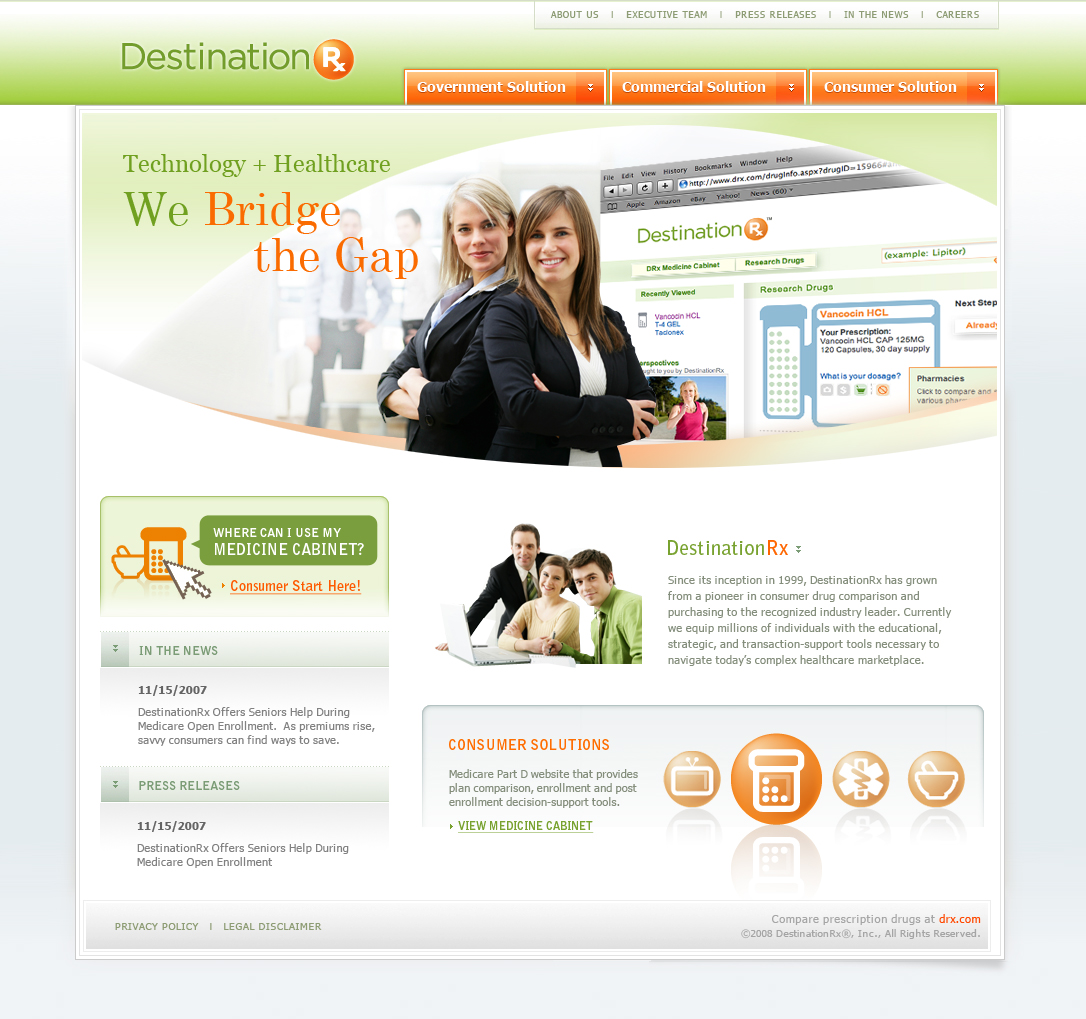 ABOUT US | EXECUTIVE TEAM | PRESS RELEASES | IN THE NEWS | CAREERS
DestinationRx
Government Solution
Commercial Solution
Consumer Solution
Technology + Healthcare
We Bridge
the Gap
File Edit View History Bookmarks Window Help
http://www.drx.com/drugInfo.aspx?drugID=15966
Apple Amazon eBay Yahoo! News (60)
DestinationRx™
DRx Medicine Cabinet
Research Drugs
(example: Lipitor)
Recently Viewed
Vancocin HCL
T-4 GEL
Taclonex
Research Drugs
Vancocin HCL
Your Prescription:
Vancocin HCL CAP 125MG
120 Capsules, 30 day supply
What is your dosage?
Next Step
Already
Pharmacies
Click to compare and
various
erspectives
ought to you by DestinationRx
WHERE CAN I USE MY
MEDICINE CABINET?
Consumer Start Here!
IN THE NEWS
11/15/2007
DestinationRx Offers Seniors Help During
Medicare Open Enrollment. As premiums rise,
savvy consumers can find ways to save.
PRESS RELEASES
11/15/2007
DestinationRx Offers Seniors Help During
Medicare Open Enrollment
DestinationRx
Since its inception in 1999, DestinationRx has grown
from a pioneer in consumer drug comparison and
purchasing to the recognized industry leader. Currently
we equip millions of individuals with the educational,
strategic, and transaction-support tools necessary to
navigate today's complex healthcare marketplace.
CONSUMER SOLUTIONS
Medicare Part D website that provides
plan comparison, enrollment and post
enrollment decision-support tools.
VIEW MEDICINE CABINET
PRIVACY POLICY | LEGAL DISCLAIMER
Compare prescription drugs at drx.com
©2008 DestinationRx®, Inc., All Rights Reserved.